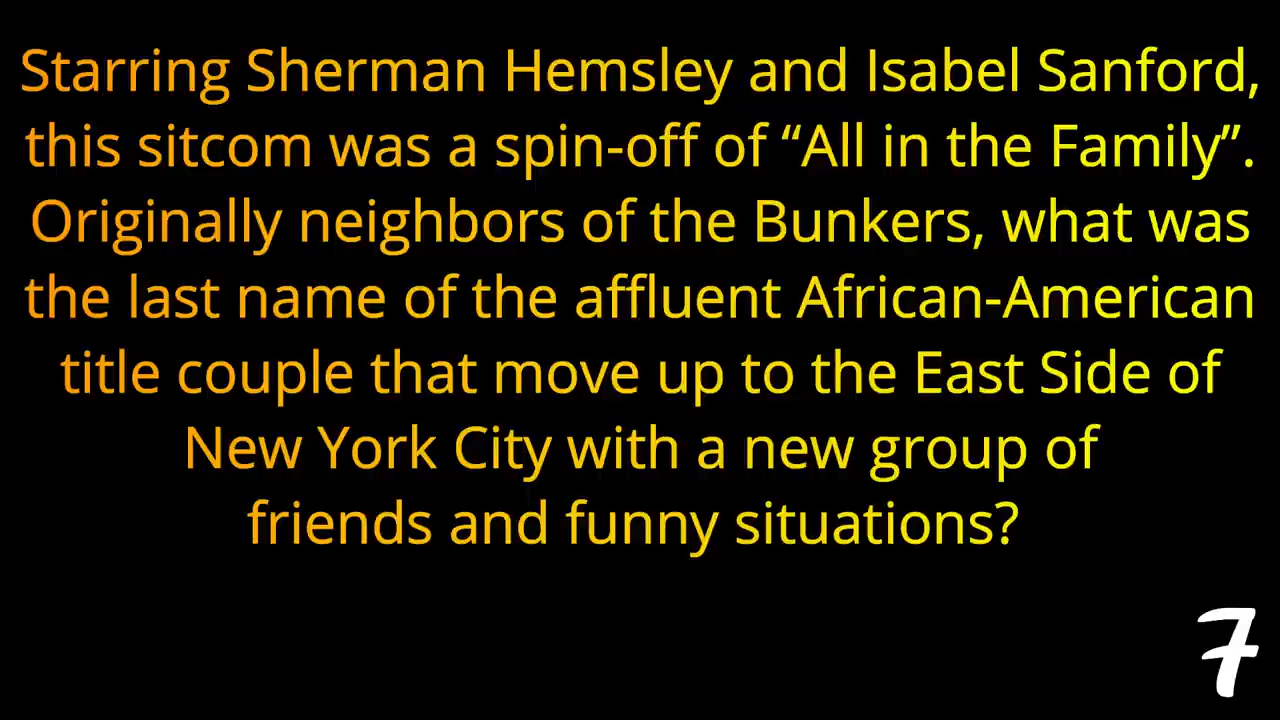 Starring Sherman Hemsley and Isabel Sanford,
this sitcom was a spin-off of “All in the Family”.
Originally neighbors of the Bunkers, what was
the last name of the affluent African-American
title couple that move up to the East Side of
New York City with a new group of
friends and funny situations?
7